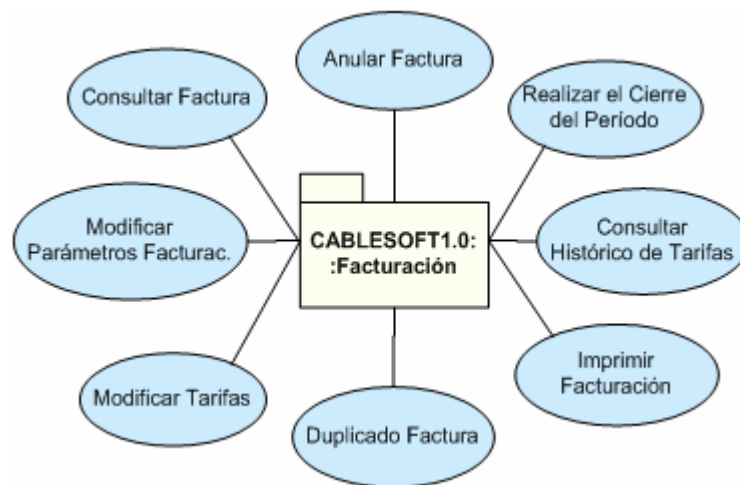 Anular Factura
Consultar Factura
Realizar el Cierre
del Período
Modificar
Parámetros Facturac.
CABLESOFT1.0:
:Facturación
Consultar
Histórico de Tarifas
Modificar Tarifas
Imprimir
Facturación
Duplicado Factura